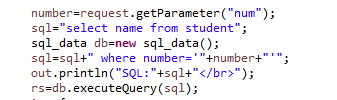 number=request.getParameter("num");
sql="select name from student";
sql_data db=new sql_data();
sql=sql+" where number='"+number+"'";
out.println("SQL:"+sql+"</br>");
rs=db.executeQuery(sql);